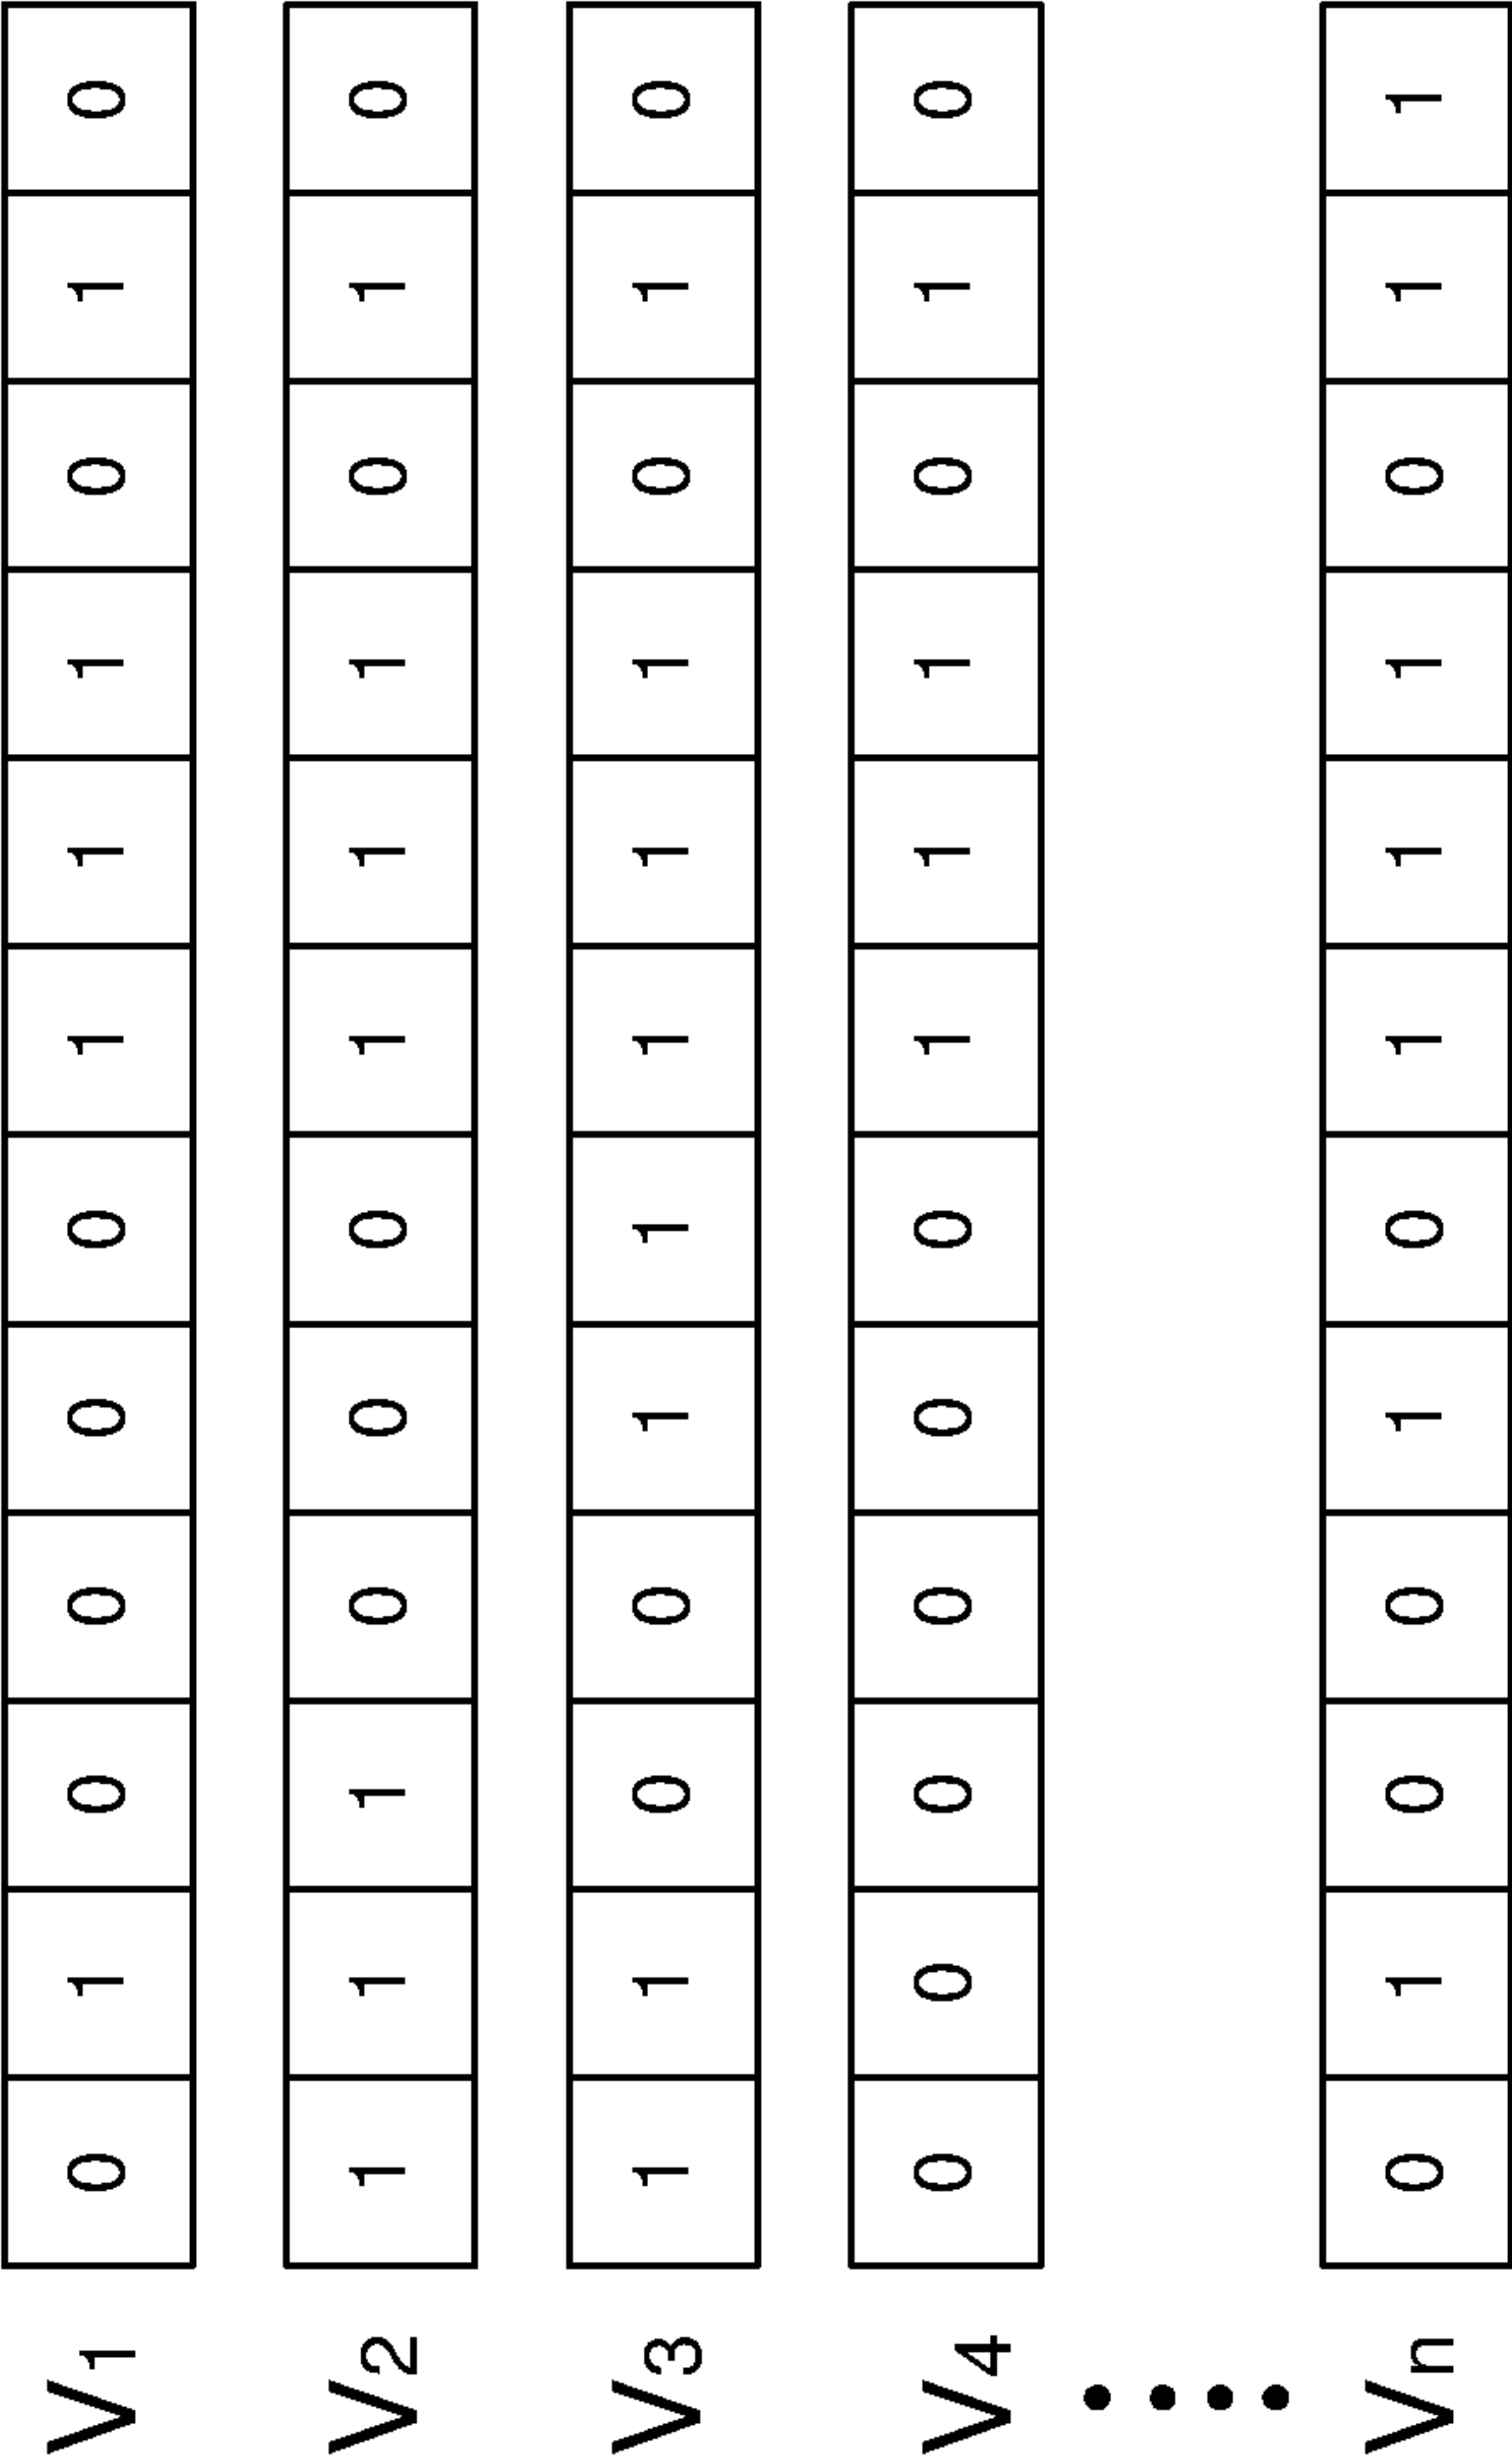 V1 0 1 0 0 0 0 1 1 1 0 1 0
V2 1 1 1 0 0 0 1 1 1 0 1 0
V3 1 1 0 0 1 1 1 1 1 0 1 0
V4 0 0 0 0 0 0 1 1 1 0 1 0
Vn 0 1 0 0 1 0 1 1 1 0 1 1